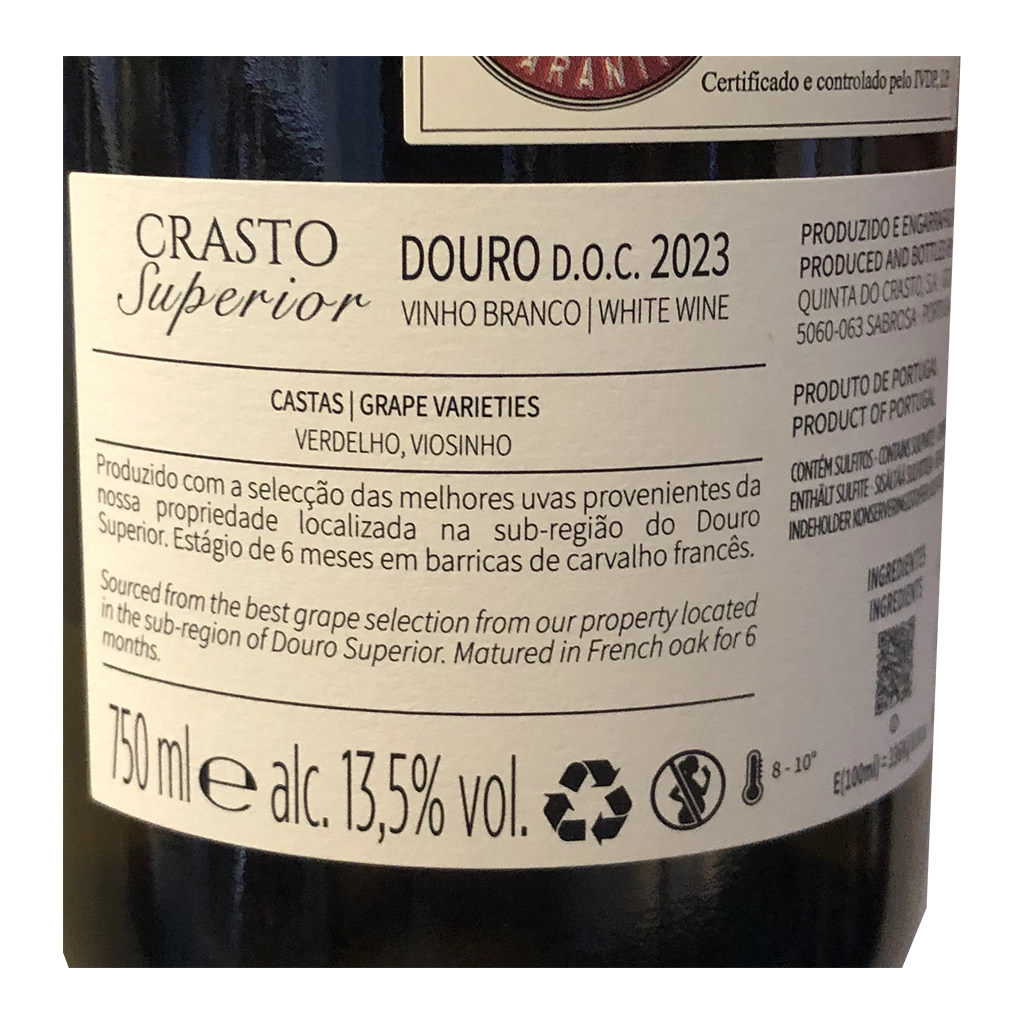 ARANTI
Certificado e controlado pelo IVDP, I.P.
CRASTO
Superior
DOURO D.O.C. 2023
VINHO BRANCO | WHITE WINE
CASTAS | GRAPE VARIETIES
VERDELHO, VIOSINHO
Produzido com a selecção das melhores uvas provenientes da
nossa propriedade localizada na sub-região do Douro
Superior. Estágio de 6 meses em barricas de carvalho francês.
Sourced from the best grape selection from our property located
in the sub-region of Douro Superior. Matured in French oak for 6
months.
750 ml e alc. 13,5% vol.
8 - 10°
PRODUZIDO E
PRODUCED AND BOTTLED
QUINTA DO CRASTO, S.A.
5060-063 SABROSA
PRODUTO DE PORTUGAL
PRODUCT OF PORTUGAL
CONTÉM SULFITOS - CONTAINS
ENTHÄLT SULFITE -
INDEHOLDER
INGREDIENTES
INGREDIENTS
E(100ml) =